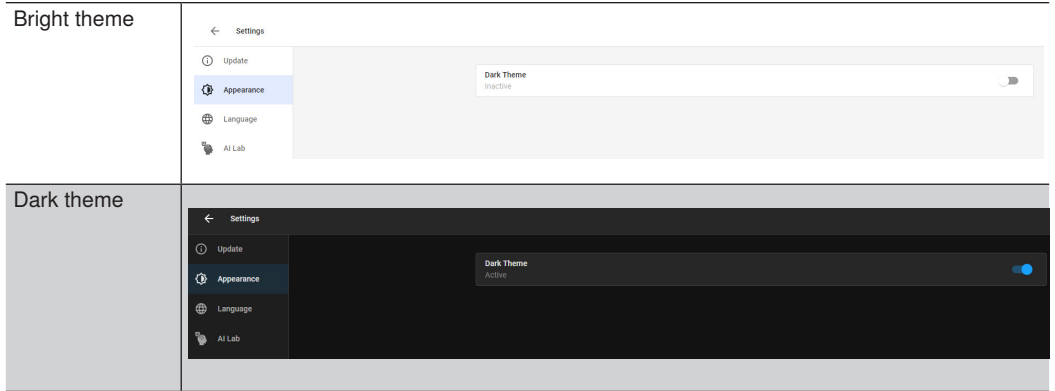 Bright theme
Settings
Update
Dark Theme
Inactive
Appearance
Language
AI Lab
Dark theme
Settings
Update
Dark Theme
Active
Appearance
Language
AI Lab